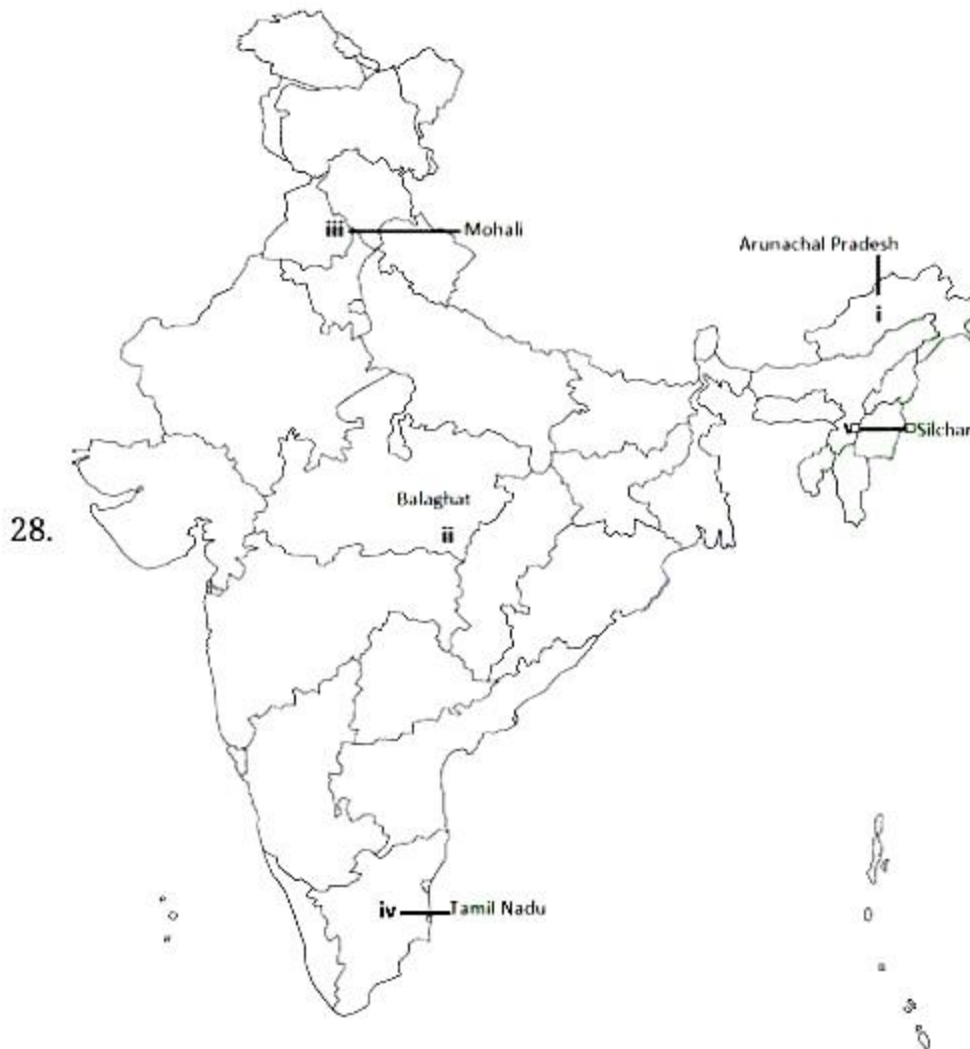 iii Mohali
Arunachal Pradesh
i
v Silchar
Balaghat
ii
28.
iv Tamil Nadu